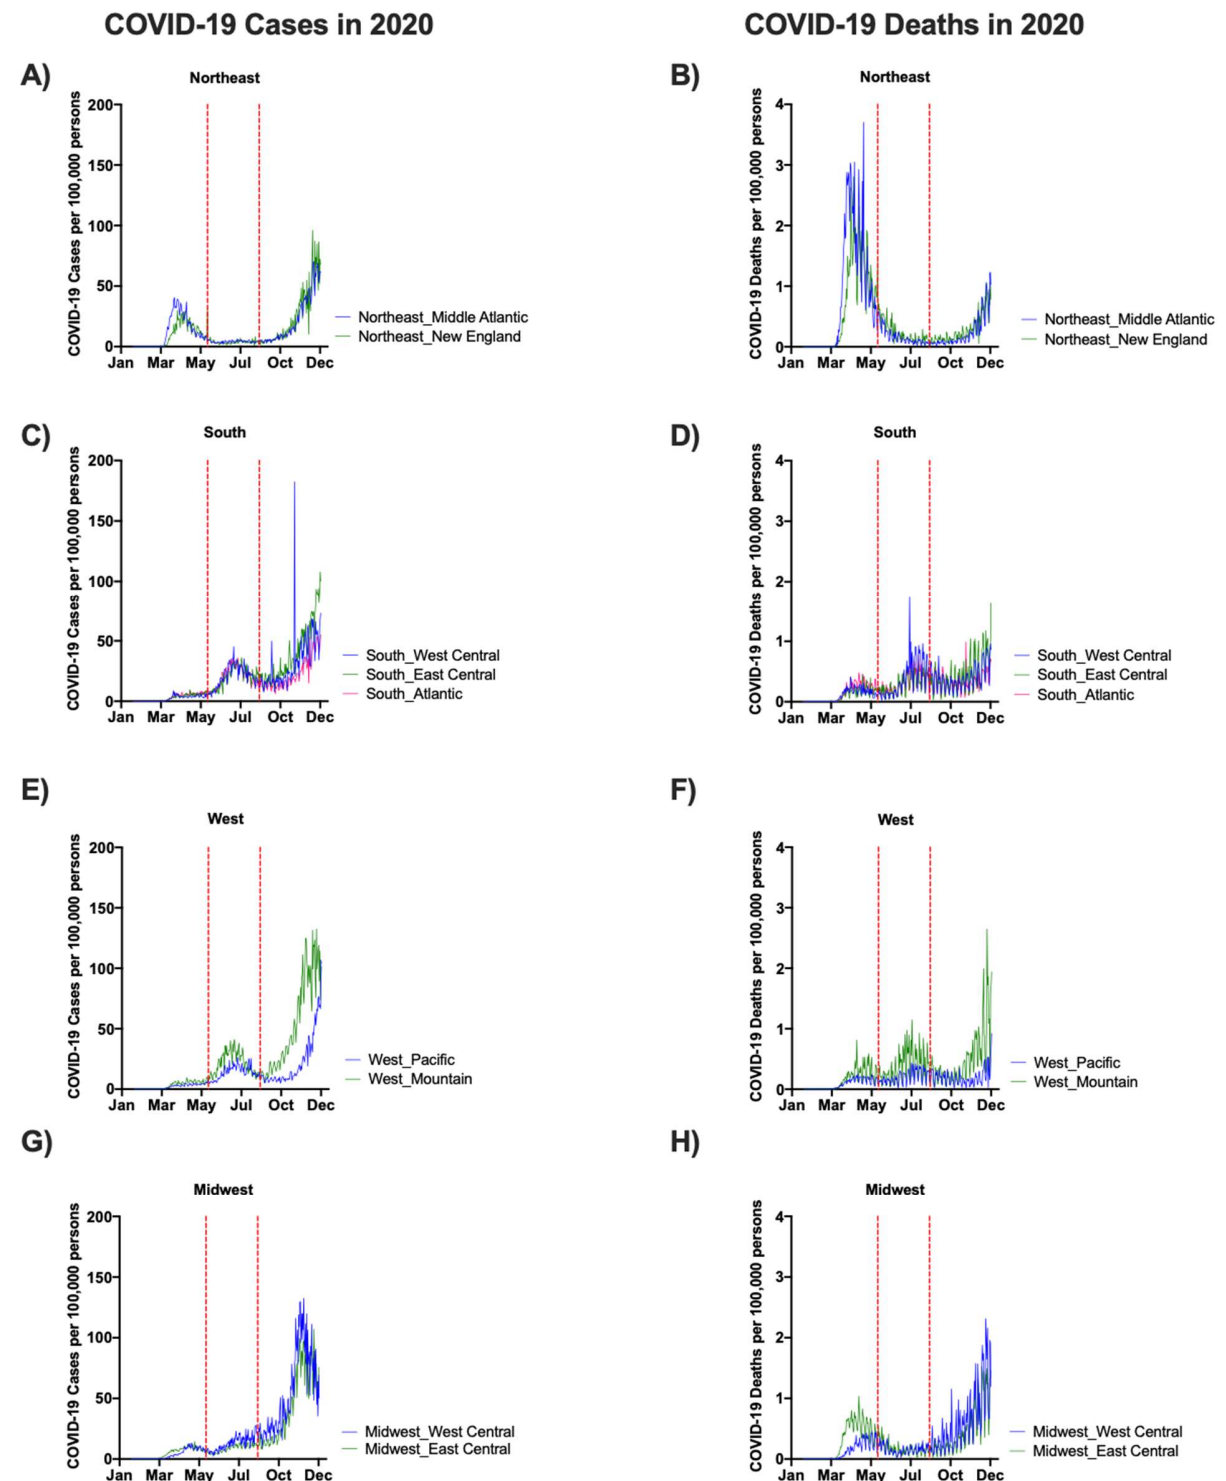 COVID-19 Cases in 2020
COVID-19 Deaths in 2020
A)
Northeast
COVID-19 Cases per 100,000 persons
200
150
100
50
0
Jan Mar May Jul Oct Dec
Northeast_Middle Atlantic
Northeast_New England
B)
Northeast
COVID-19 Deaths per 100,000 persons
4
3
2
1
0
Jan Mar May Jul Oct Dec
Northeast_Middle Atlantic
Northeast_New England
C)
South
COVID-19 Cases per 100,000 persons
200
150
100
50
0
Jan Mar May Jul Oct Dec
South_West Central
South_East Central
South_Atlantic
D)
South
COVID-19 Deaths per 100,000 persons
4
3
2
1
0
Jan Mar May Jul Oct Dec
South_West Central
South_East Central
South_Atlantic
E)
West
COVID-19 Cases per 100,000 persons
200
150
100
50
0
Jan Mar May Jul Oct Dec
West_Pacific
West_Mountain
F)
West
COVID-19 Deaths per 100,000 persons
4
3
2
1
0
Jan Mar May Jul Oct Dec
West_Pacific
West_Mountain
G)
Midwest
COVID-19 Cases per 100,000 persons
200
150
100
50
0
Jan Mar May Jul Oct Dec
Midwest_West Central
Midwest_East Central
H)
Midwest
COVID-19 Deaths per 100,000 persons
4
3
2
1
0
Jan Mar May Jul Oct Dec
Midwest_West Central
Midwest_East Central